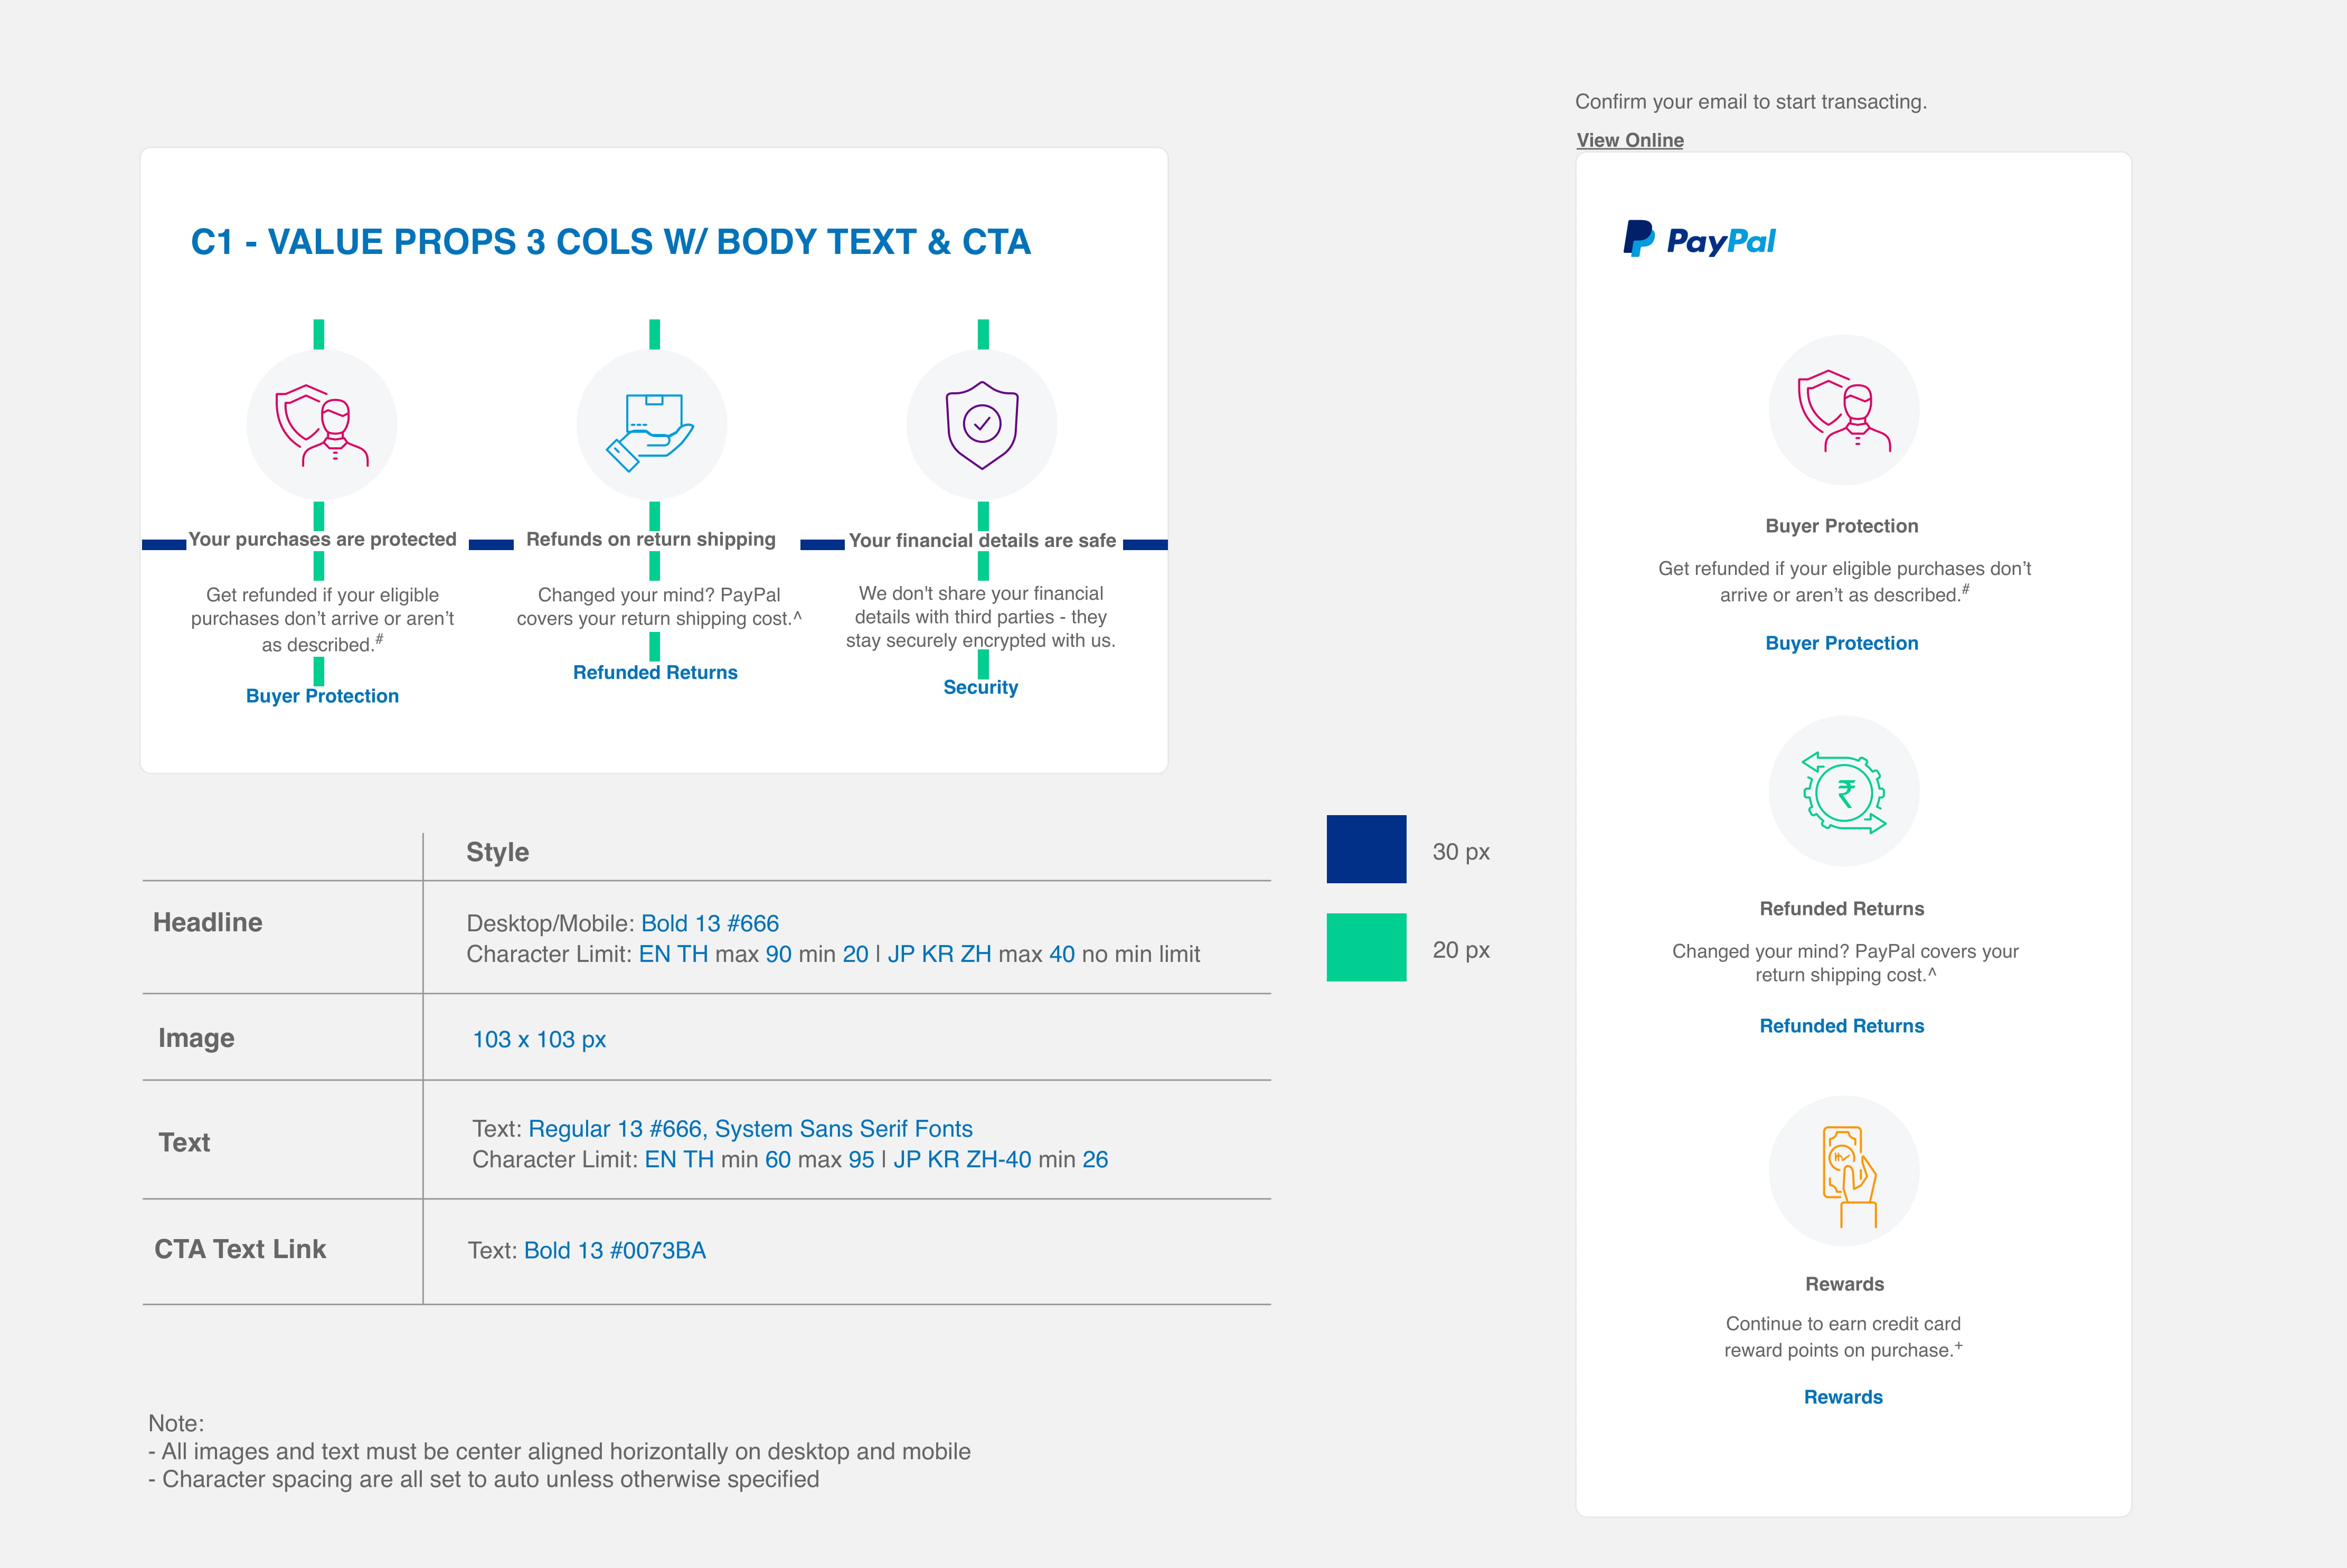 C1 - VALUE PROPS 3 COLS W/ BODY TEXT & CTA
Your purchases are protected
Get refunded if your eligible
purchases don’t arrive or aren’t
as described.#
Buyer Protection
Refunds on return shipping
Changed your mind? PayPal
covers your return shipping cost.^
Refunded Returns
Your financial details are safe
We don't share your financial
details with third parties - they
stay securely encrypted with us.
Security
Style
Headline
Desktop/Mobile: Bold 13 #666
Character Limit: EN TH max 90 min 20 | JP KR ZH max 40 no min limit
Image
103 x 103 px
Text
Text: Regular 13 #666, System Sans Serif Fonts
Character Limit: EN TH min 60 max 95 | JP KR ZH-40 min 26
CTA Text Link
Text: Bold 13 #0073BA
30 px
20 px
Note:
- All images and text must be center aligned horizontally on desktop and mobile
- Character spacing are all set to auto unless otherwise specified
Confirm your email to start transacting.
View Online
PayPal
Buyer Protection
Get refunded if your eligible purchases don’t
arrive or aren’t as described.#
Buyer Protection
₹
Refunded Returns
Changed your mind? PayPal covers your
return shipping cost.^
Refunded Returns
Rewards
Continue to earn credit card
reward points on purchase.+
Rewards